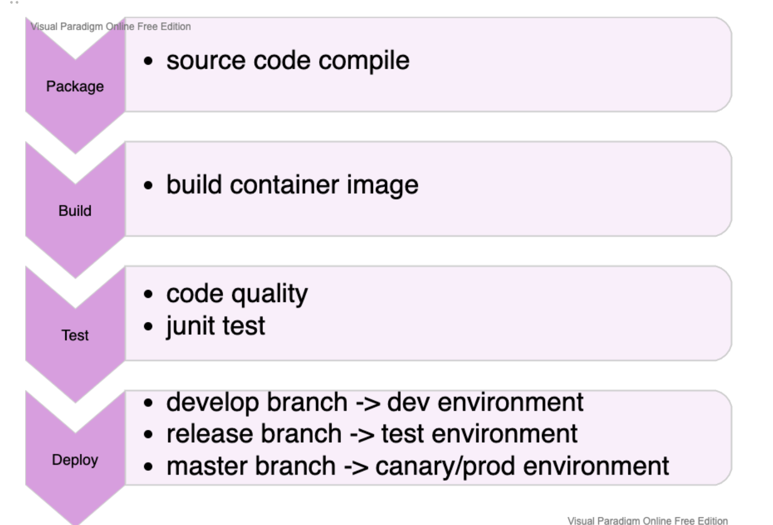 Visual Paradigm Online Free Edition
Package
• source code compile
Build
• build container image
Test
• code quality
• junit test
Deploy
• develop branch -> dev environment
• release branch -> test environment
• master branch -> canary/prod environment
Visual Paradigm Online Free Edition